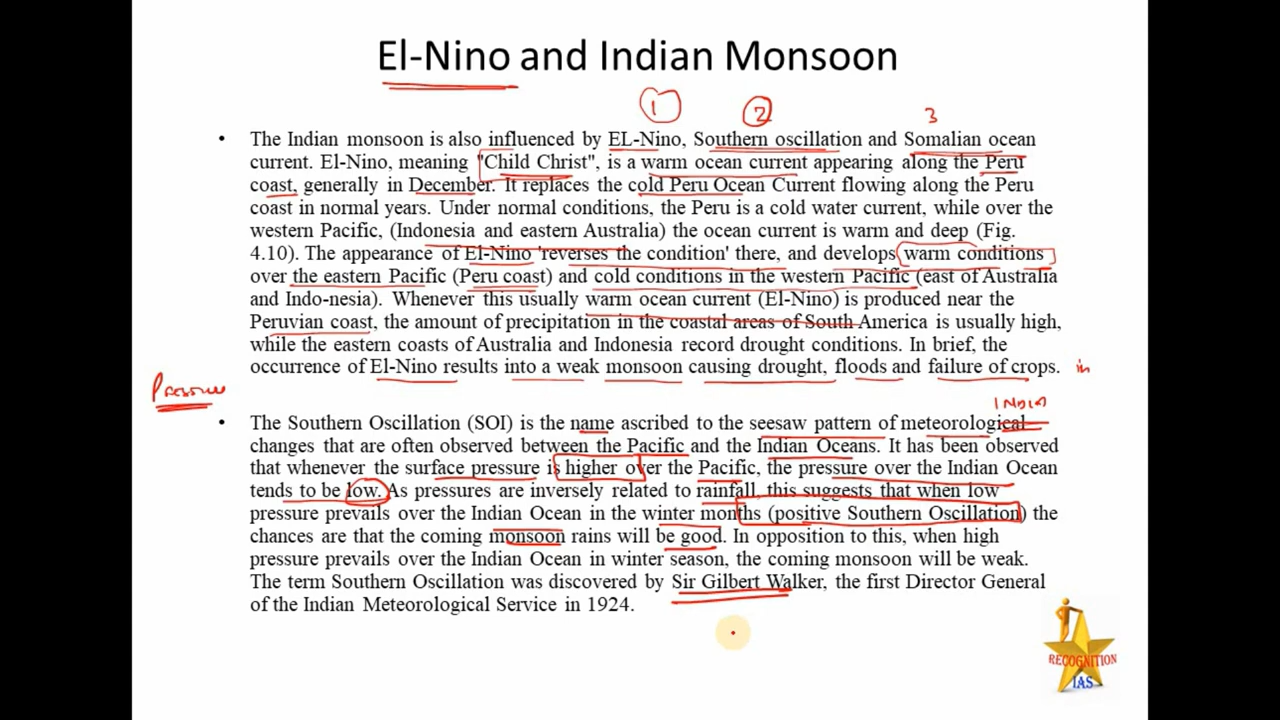 El-Nino and Indian Monsoon
1 2 3
• The Indian monsoon is also influenced by EL-Nino, Southern oscillation and Somalian ocean
current. El-Nino, meaning "Child Christ", is a warm ocean current appearing along the Peru
coast, generally in December. It replaces the cold Peru Ocean Current flowing along the Peru
coast in normal years. Under normal conditions, the Peru is a cold water current, while over the
western Pacific, (Indonesia and eastern Australia) the ocean current is warm and deep (Fig.
4.10). The appearance of El-Nino 'reverses the condition' there, and develops warm conditions
over the eastern Pacific (Peru coast) and cold conditions in the western Pacific (east of Australia
and Indo-nesia). Whenever this usually warm ocean current (El-Nino) is produced near the
Peruvian coast, the amount of precipitation in the coastal areas of South America is usually high,
while the eastern coasts of Australia and Indonesia record drought conditions. In brief, the
occurrence of El-Nino results into a weak monsoon causing drought, floods and failure of crops. in
INDIA
Pressure
• The Southern Oscillation (SOI) is the name ascribed to the seesaw pattern of meteorological
changes that are often observed between the Pacific and the Indian Oceans. It has been observed
that whenever the surface pressure is higher over the Pacific, the pressure over the Indian Ocean
tends to be low. As pressures are inversely related to rainfall, this suggests that when low
pressure prevails over the Indian Ocean in the winter months (positive Southern Oscillation) the
chances are that the coming monsoon rains will be good. In opposition to this, when high
pressure prevails over the Indian Ocean in winter season, the coming monsoon will be weak.
The term Southern Oscillation was discovered by Sir Gilbert Walker, the first Director General
of the Indian Meteorological Service in 1924.
RECOGNITION
IAS